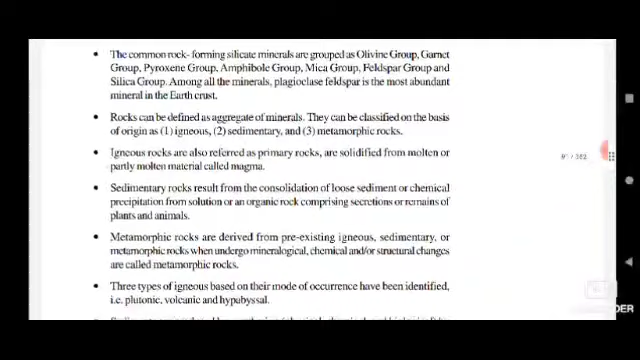 • The common rock- forming silicate minerals are grouped as Olivine Group, Garnet
Group, Pyroxene Group, Amphibole Group, Mica Group, Feldspar Group and
Silica Group. Among all the minerals, plagioclase feldspar is the most abundant
mineral in the Earth crust.
• Rocks can be defined as aggregate of minerals. They can be classified on the basis
of origin as (1) igneous, (2) sedimentary, and (3) metamorphic rocks.
• Igneous rocks are also referred as primary rocks, are solidified from molten or
partly molten material called magma.
• Sedimentary rocks result from the consolidation of loose sediment or chemical
precipitation from solution or an organic rock comprising secretions or remains of
plants and animals.
• Metamorphic rocks are derived from pre-existing igneous, sedimentary, or
metamorphic rocks when undergo mineralogical, chemical and/or structural changes
are called metamorphic rocks.
• Three types of igneous based on their mode of occurrence have been identified,
i.e. plutonic, volcanic and hypubyssal.